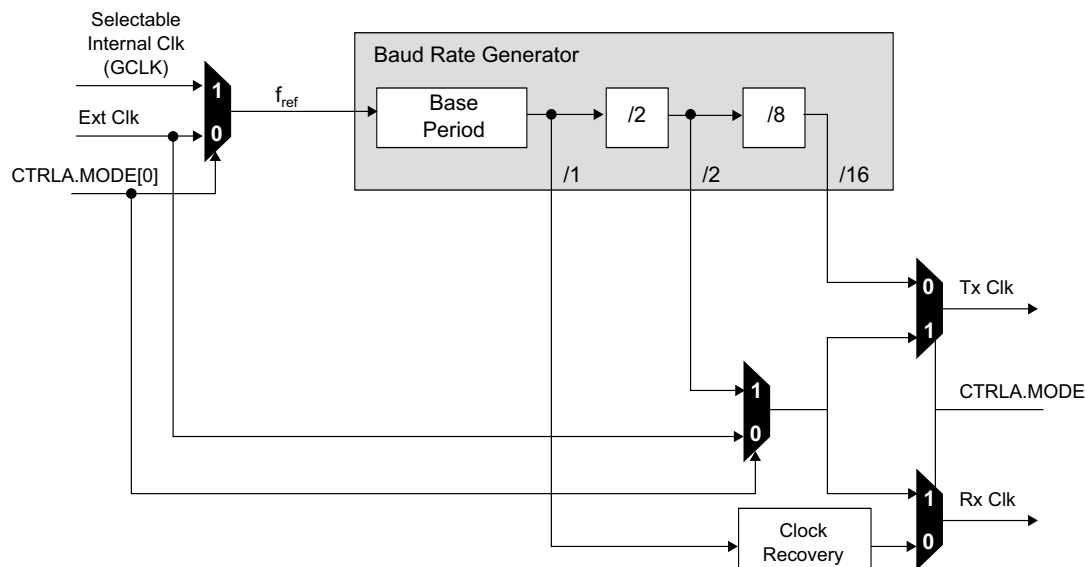 Selectable
Internal Clk
(GCLK)
Baud Rate Generator
1
f_ref
Base
Period
/2
/8
Ext Clk
0
CTRLA.MODE[0]
/1
/2
/16
0
Tx Clk
1
1
CTRLA.MODE
0
1
Rx Clk
Clock
Recovery
0